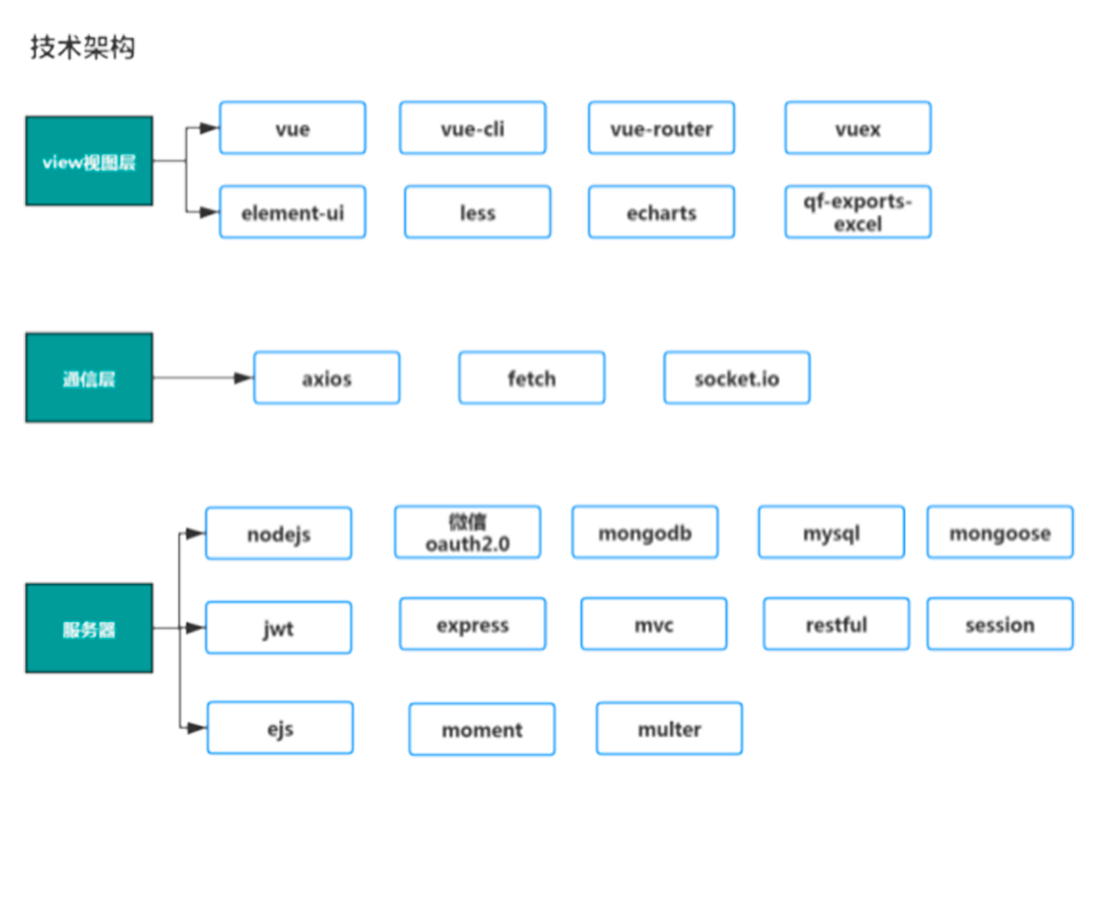 技术架构
view视图层
vue
vue-cli
vue-router
vuex
element-ui
less
echarts
qf-exports-
excel
通信层
axios
fetch
socket.io
服务器
nodejs
微信
oauth2.0
mongodb
mysql
mongoose
jwt
express
mvc
restful
session
ejs
moment
multer